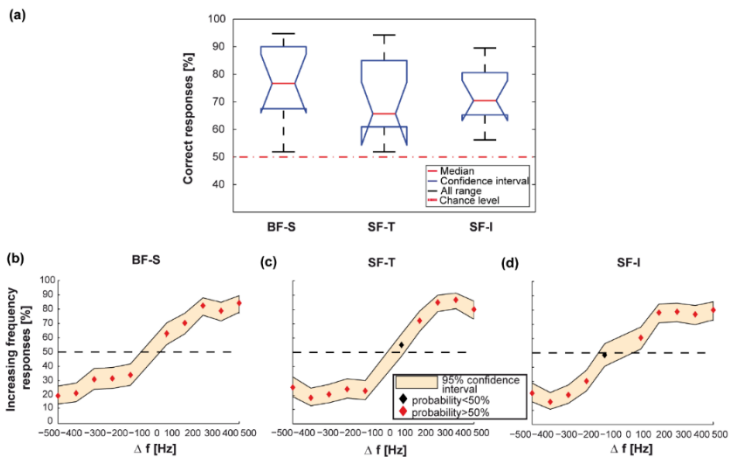 (a)
Correct responses [%]
100
90
80
70
60
50
40
Median
Confidence interval
All range
Chance level
BF-S
SF-T
SF-I
(b)
BF-S
(c)
SF-T
(d)
SF-I
Increasing frequency
responses [%]
100
90
80
70
60
50
40
30
20
10
0
95% confidence
interval
probability<50%
probability>50%
−500 −400 −300 −200 −100 0 100 200 300 400 500
−500 −400 −300 −200 −100 0 100 200 300 400 500
−500 −400 −300 −200 −100 0 100 200 300 400 500
Δ f [Hz]
Δ f [Hz]
Δ f [Hz]